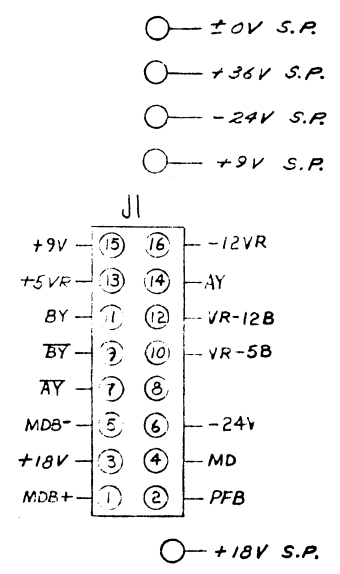 ±0V S.P.
+36V S.P.
-24V S.P.
+9V S.P.
J1
+9V 15 16 -12VR
+5VR 13 14 AY
BY 11 12 VR-12B
B̅Y̅ 9 10 VR-5B
A̅Y̅ 7 8
MDB- 5 6 -24V
+18V 3 4 MD
MDB+ 1 2 PFB
+18V S.P.